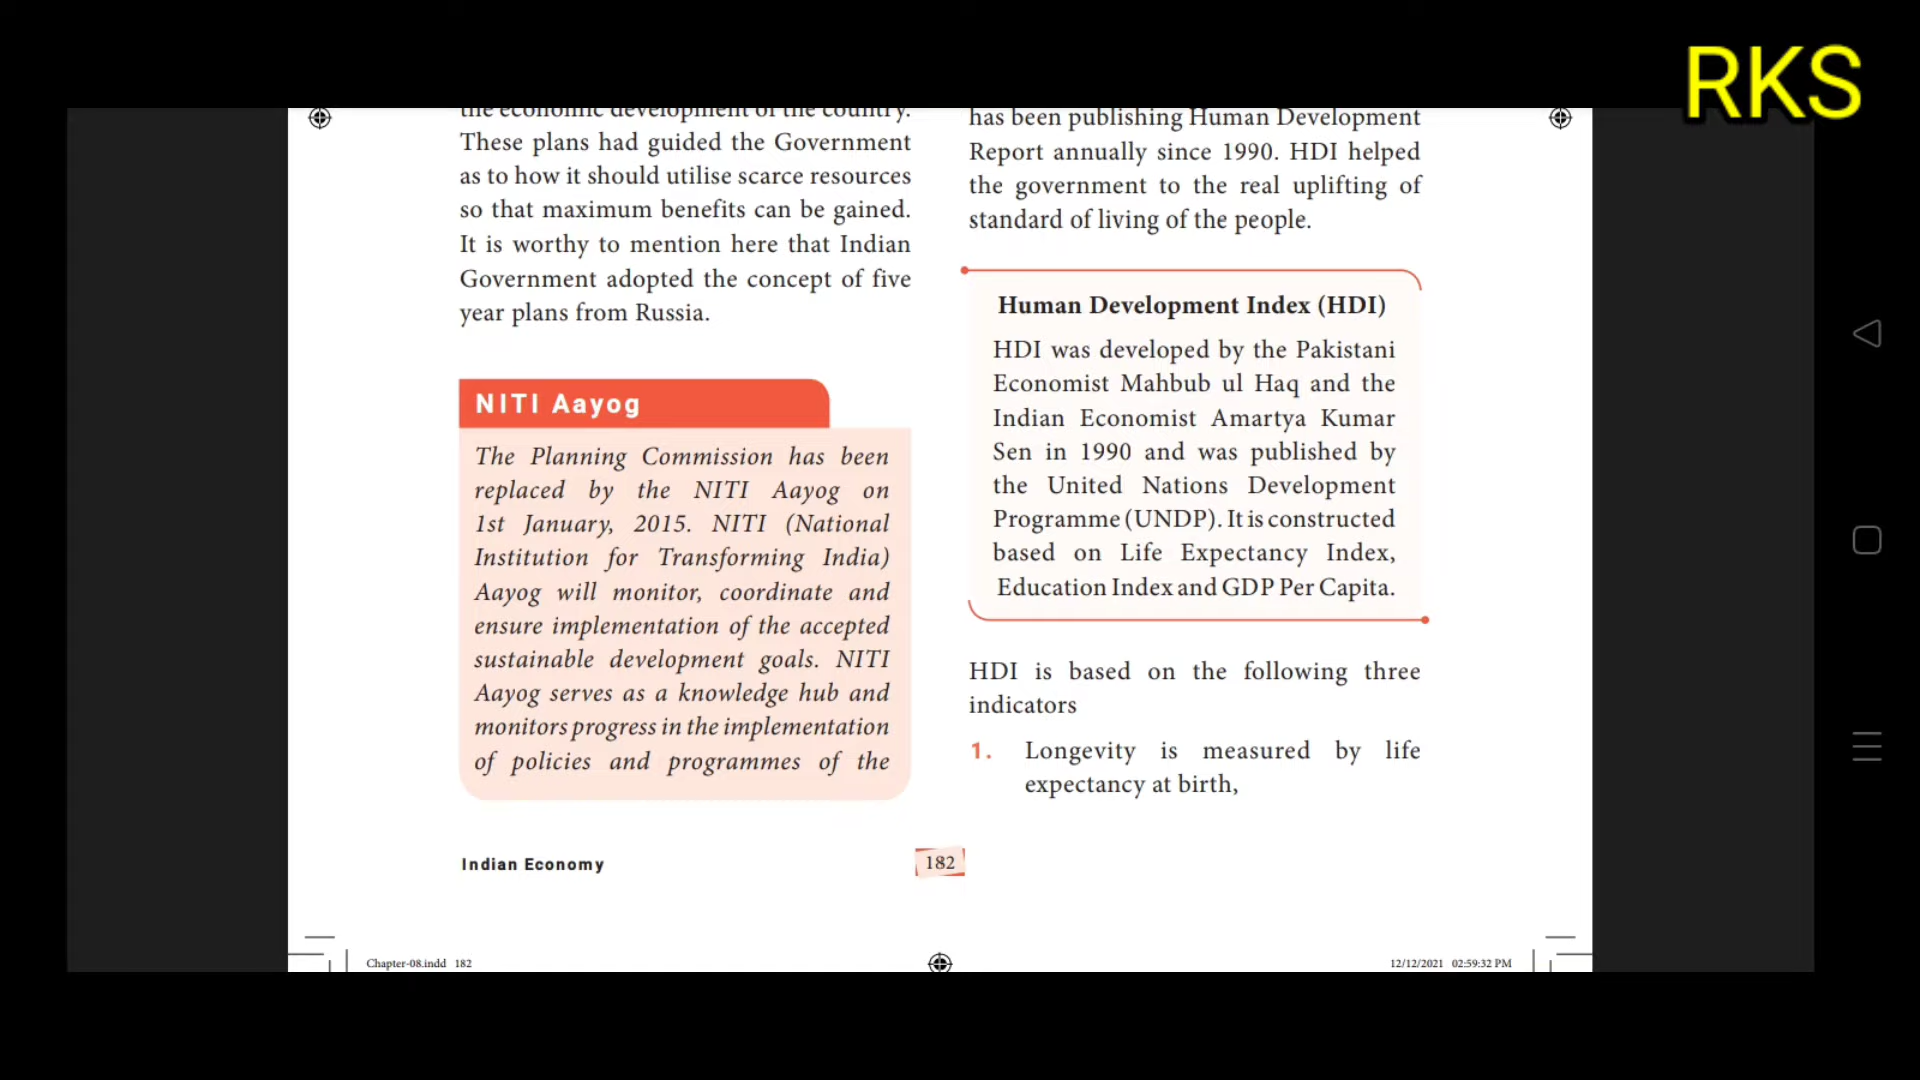 RKS
the economic development of the country.
These plans had guided the Government
as to how it should utilise scarce resources
so that maximum benefits can be gained.
It is worthy to mention here that Indian
Government adopted the concept of five
year plans from Russia.
NITI Aayog
The Planning Commission has been
replaced by the NITI Aayog on
1st January, 2015. NITI (National
Institution for Transforming India)
Aayog will monitor, coordinate and
ensure implementation of the accepted
sustainable development goals. NITI
Aayog serves as a knowledge hub and
monitors progress in the implementation
of policies and programmes of the
has been publishing Human Development
Report annually since 1990. HDI helped
the government to the real uplifting of
standard of living of the people.
Human Development Index (HDI)
HDI was developed by the Pakistani
Economist Mahbub ul Haq and the
Indian Economist Amartya Kumar
Sen in 1990 and was published by
the United Nations Development
Programme (UNDP). It is constructed
based on Life Expectancy Index,
Education Index and GDP Per Capita.
HDI is based on the following three
indicators
1. Longevity is measured by life
expectancy at birth,
Indian Economy
182
Chapter-08.indd 182
12/12/2021 02:59:32 PM